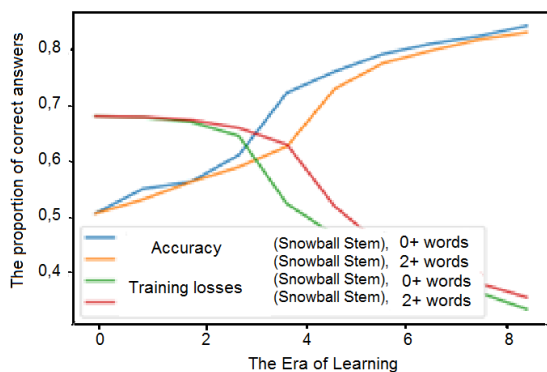 The proportion of correct answers
0,8
0,7
0,6
0,5
0,4
Accuracy
(Snowball Stem), 0+ words
(Snowball Stem), 2+ words
Training losses
(Snowball Stem), 0+ words
(Snowball Stem), 2+ words
0 2 4 6 8
The Era of Learning